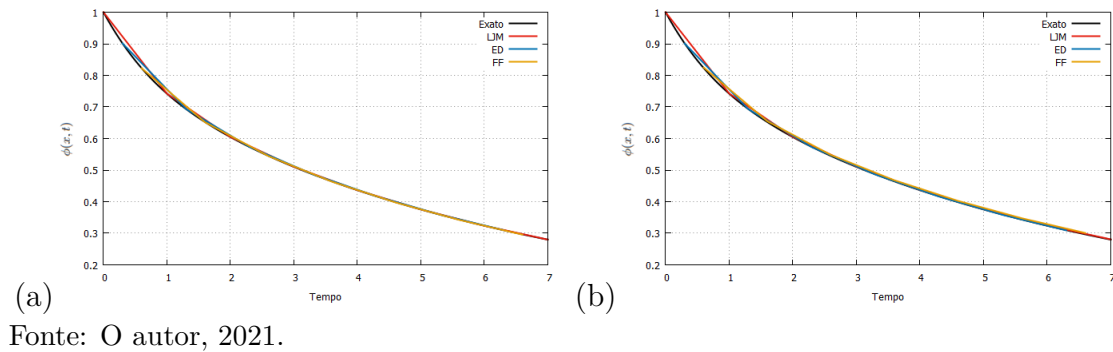 1
0.9
0.8
0.7
0.6
0.5
0.4
0.3
0.2
ϕ(x, t)
Exato
LJM
ED
FF
0 1 2 3 4 5 6 7
Tempo
(a)
1
0.9
0.8
0.7
0.6
0.5
0.4
0.3
0.2
ϕ(x, t)
Exato
LJM
ED
FF
0 1 2 3 4 5 6 7
Tempo
(b)
Fonte: O autor, 2021.